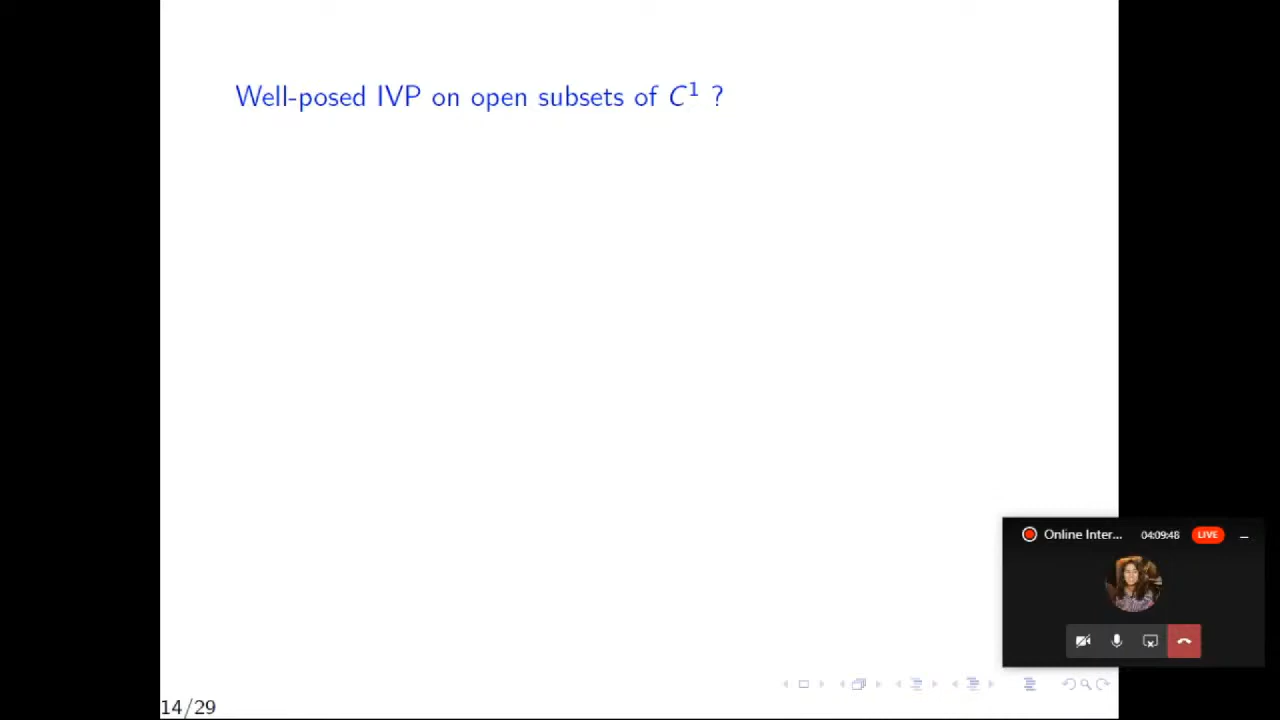 Well-posed IVP on open subsets of C¹ ?
Online Inter... 04:09:48 LIVE
14/29